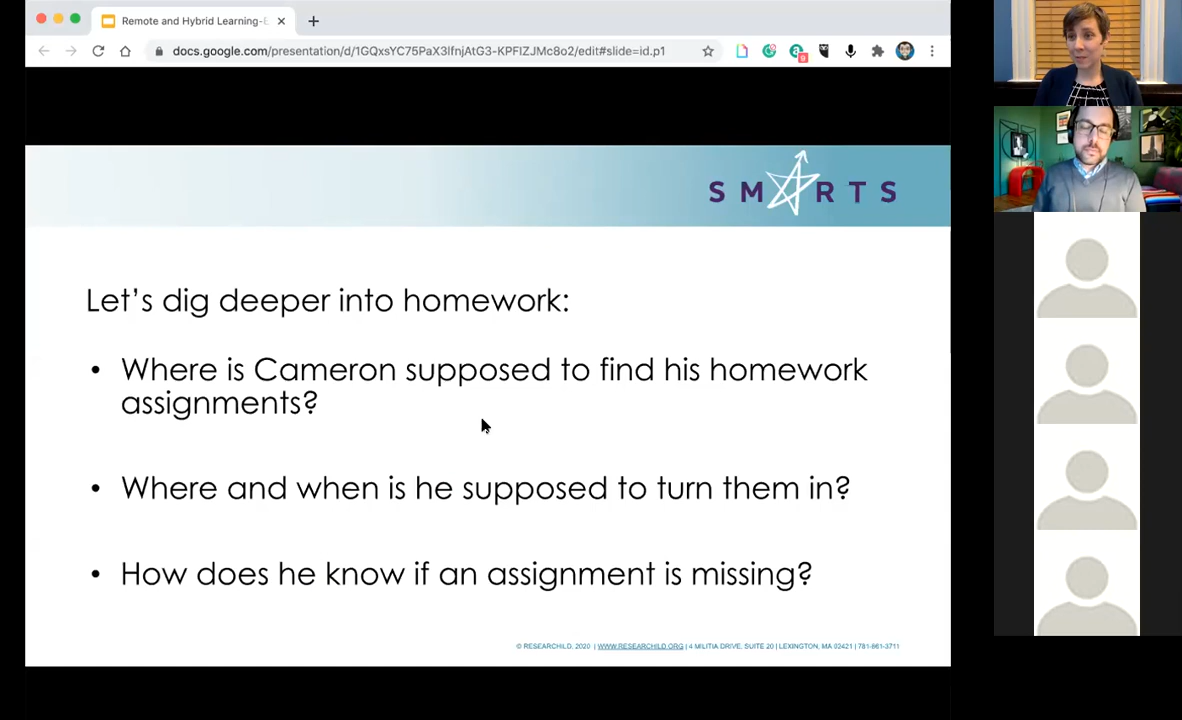 Remote and Hybrid Learning-E
docs.google.com/presentation/d/1GQxsYC75PaX3lfnjAtG3-KPFIZJMc8o2/edit#slide=id.p1
SMARTS
Let's dig deeper into homework:
• Where is Cameron supposed to find his homework
assignments?
• Where and when is he supposed to turn them in?
• How does he know if an assignment is missing?
© RESEARCHILD, 2020 | WWW.RESEARCHILD.ORG | 4 MILITIA DRIVE, SUITE 20 | LEXINGTON, MA 02421 | 781-861-3711